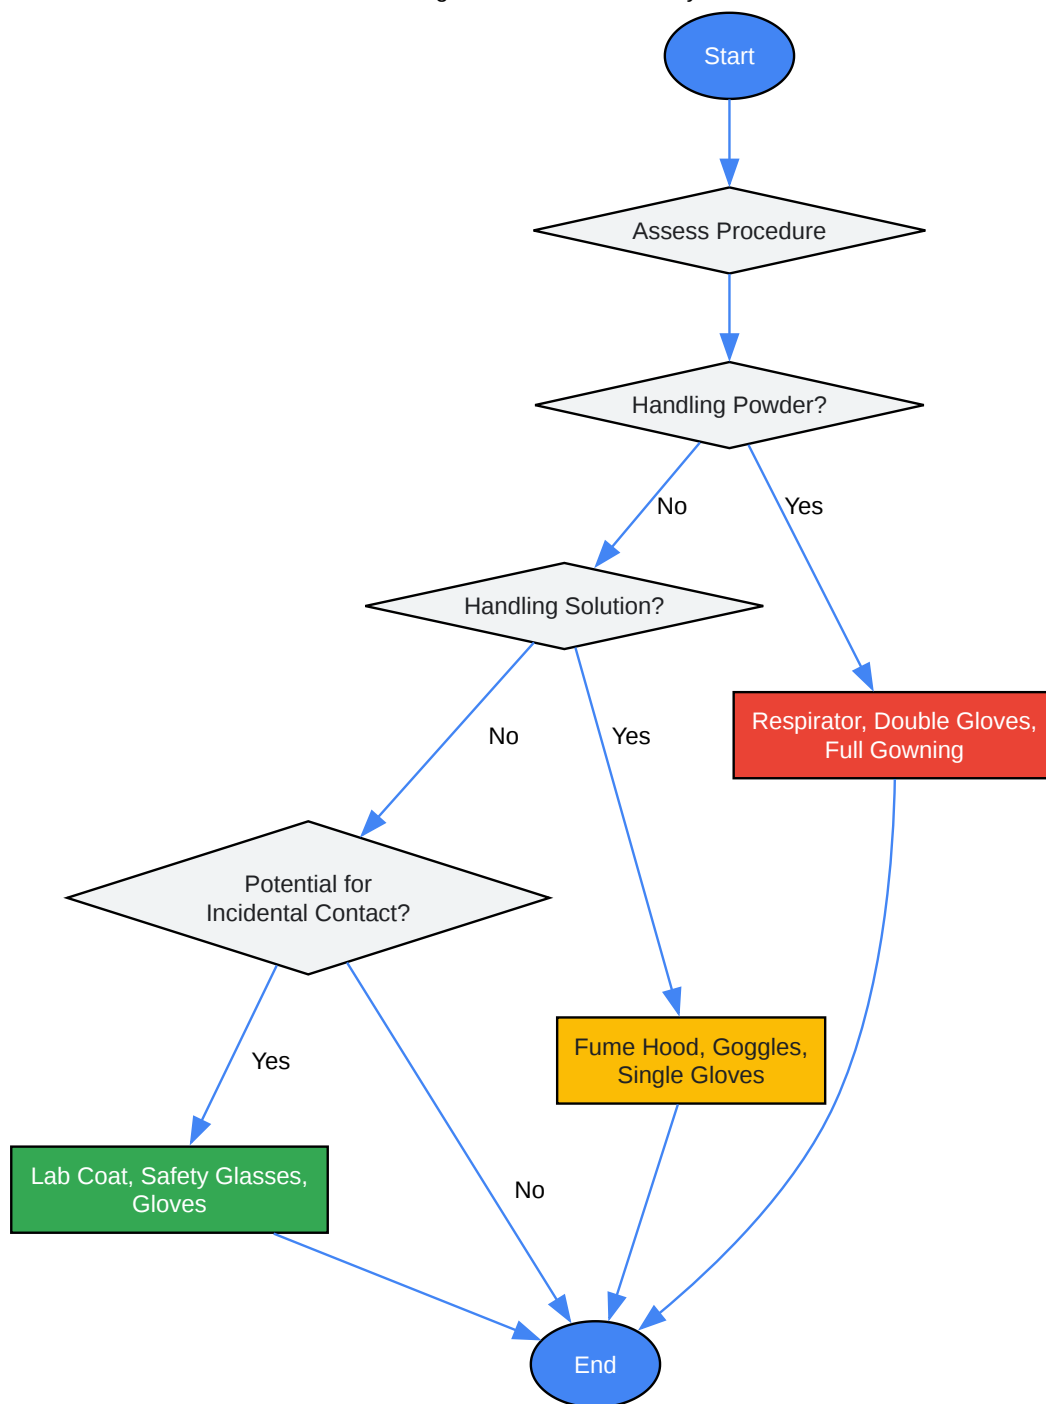 Start
Assess Procedure
Handling Powder?
No
Yes
Handling Solution?
No
Yes
Respirator, Double Gloves,
Full Gowning
Potential for
Incidental Contact?
Yes
No
Fume Hood, Goggles,
Single Gloves
Lab Coat, Safety Glasses,
Gloves
End